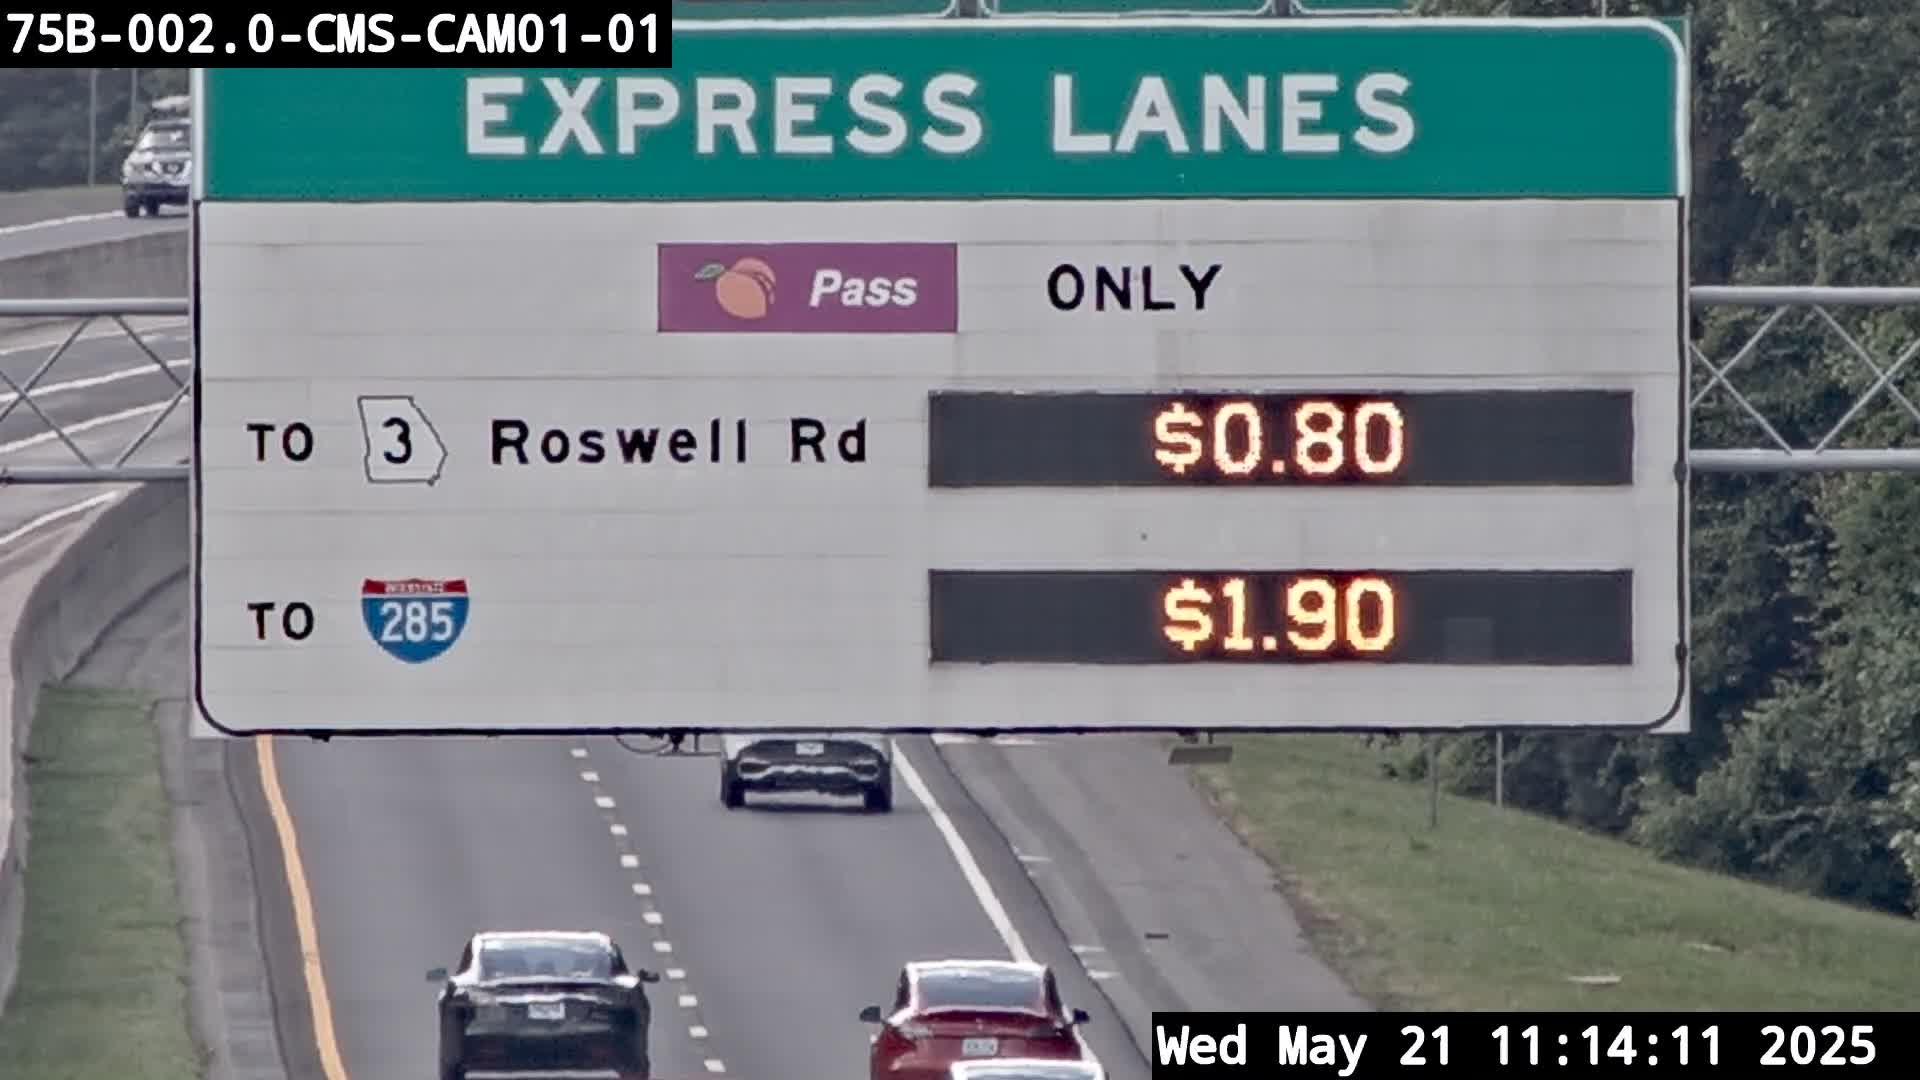 75B-002.0-CMS-CAM01-01
EXPRESS LANES
Pass ONLY
TO 3 Roswell Rd $0.80
TO 285 $1.90
Wed May 21 11:14:11 2025